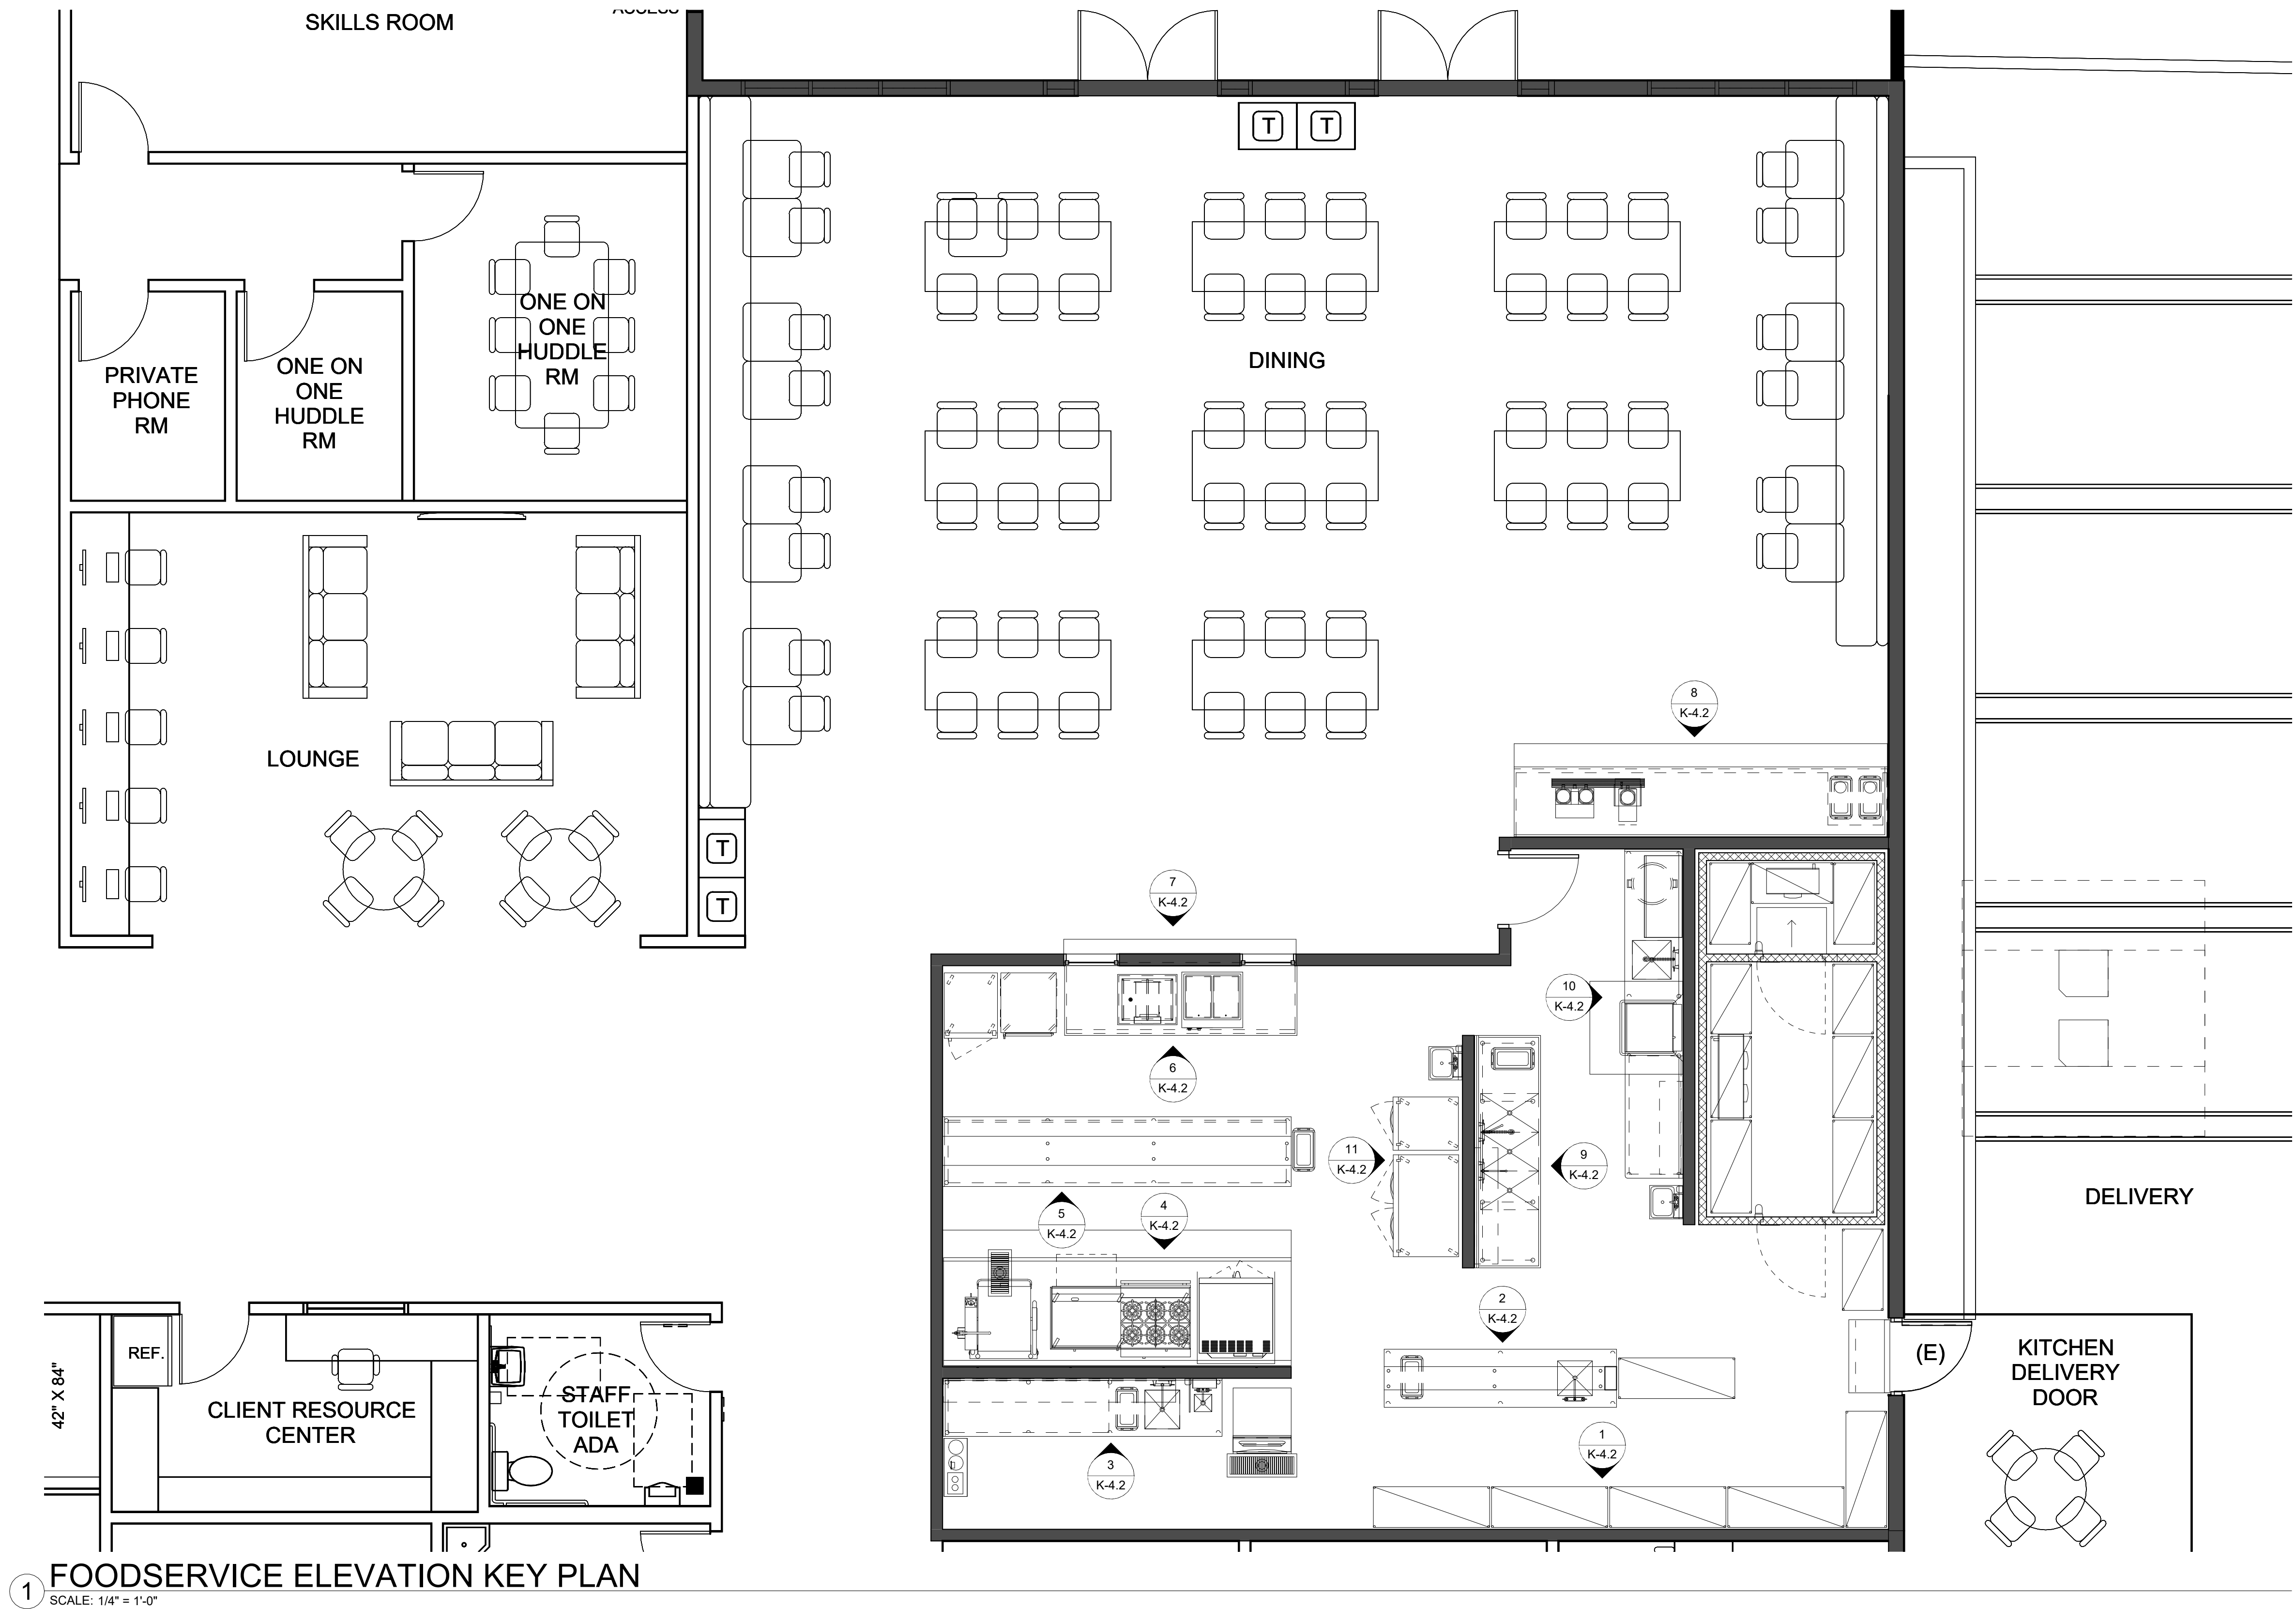 SKILLS ROOM
ACCESS
T
T
ONE ON
ONE
HUDDLE
RM
PRIVATE
PHONE
RM
ONE ON
ONE
HUDDLE
RM
DINING
LOUNGE
T
T
8
K-4.2
7
K-4.2
10
K-4.2
6
K-4.2
11
K-4.2
9
K-4.2
5
K-4.2
4
K-4.2
2
K-4.2
1
K-4.2
3
K-4.2
DELIVERY
(E)
KITCHEN
DELIVERY
DOOR
REF.
42" X 84"
CLIENT RESOURCE
CENTER
STAFF
TOILET
ADA
1
FOODSERVICE ELEVATION KEY PLAN
SCALE: 1/4" = 1'-0"